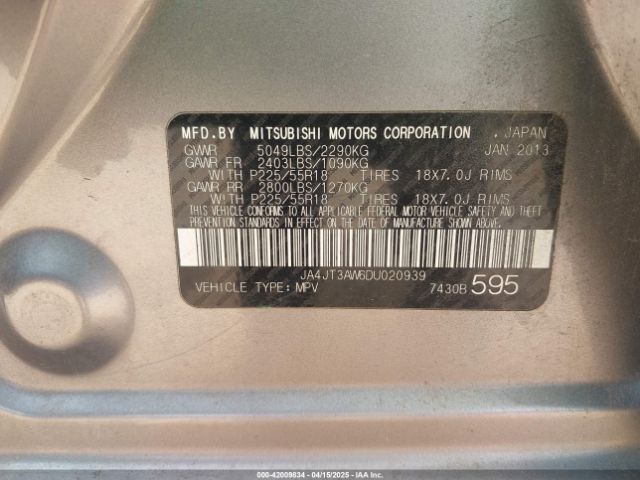 MFD.BY MITSUBISHI MOTORS CORPORATION . JAPAN
GVWR 5049LBS/2290KG JAN 2013
GAWR FR 2403LBS/1090KG
WITH P225/55R18 TIRES 18X7.0J RIMS
GAWR RR 2800LBS/1270KG
WITH P225/55R18 TIRES 18X7.0J RIMS
THIS VEHICLE CONFORMS TO ALL APPLICABLE FEDERAL MOTOR VEHICLE SAFETY AND THEFT
PREVENTION STANDARDS IN EFFECT ON THE DATE OF MANUFACTURE SHOWN ABOVE.
JA4JT3AW6DU020939
VEHICLE TYPE: MPV 7430B 595
000-42009834 - 04/15/2025 - IAAI.CA